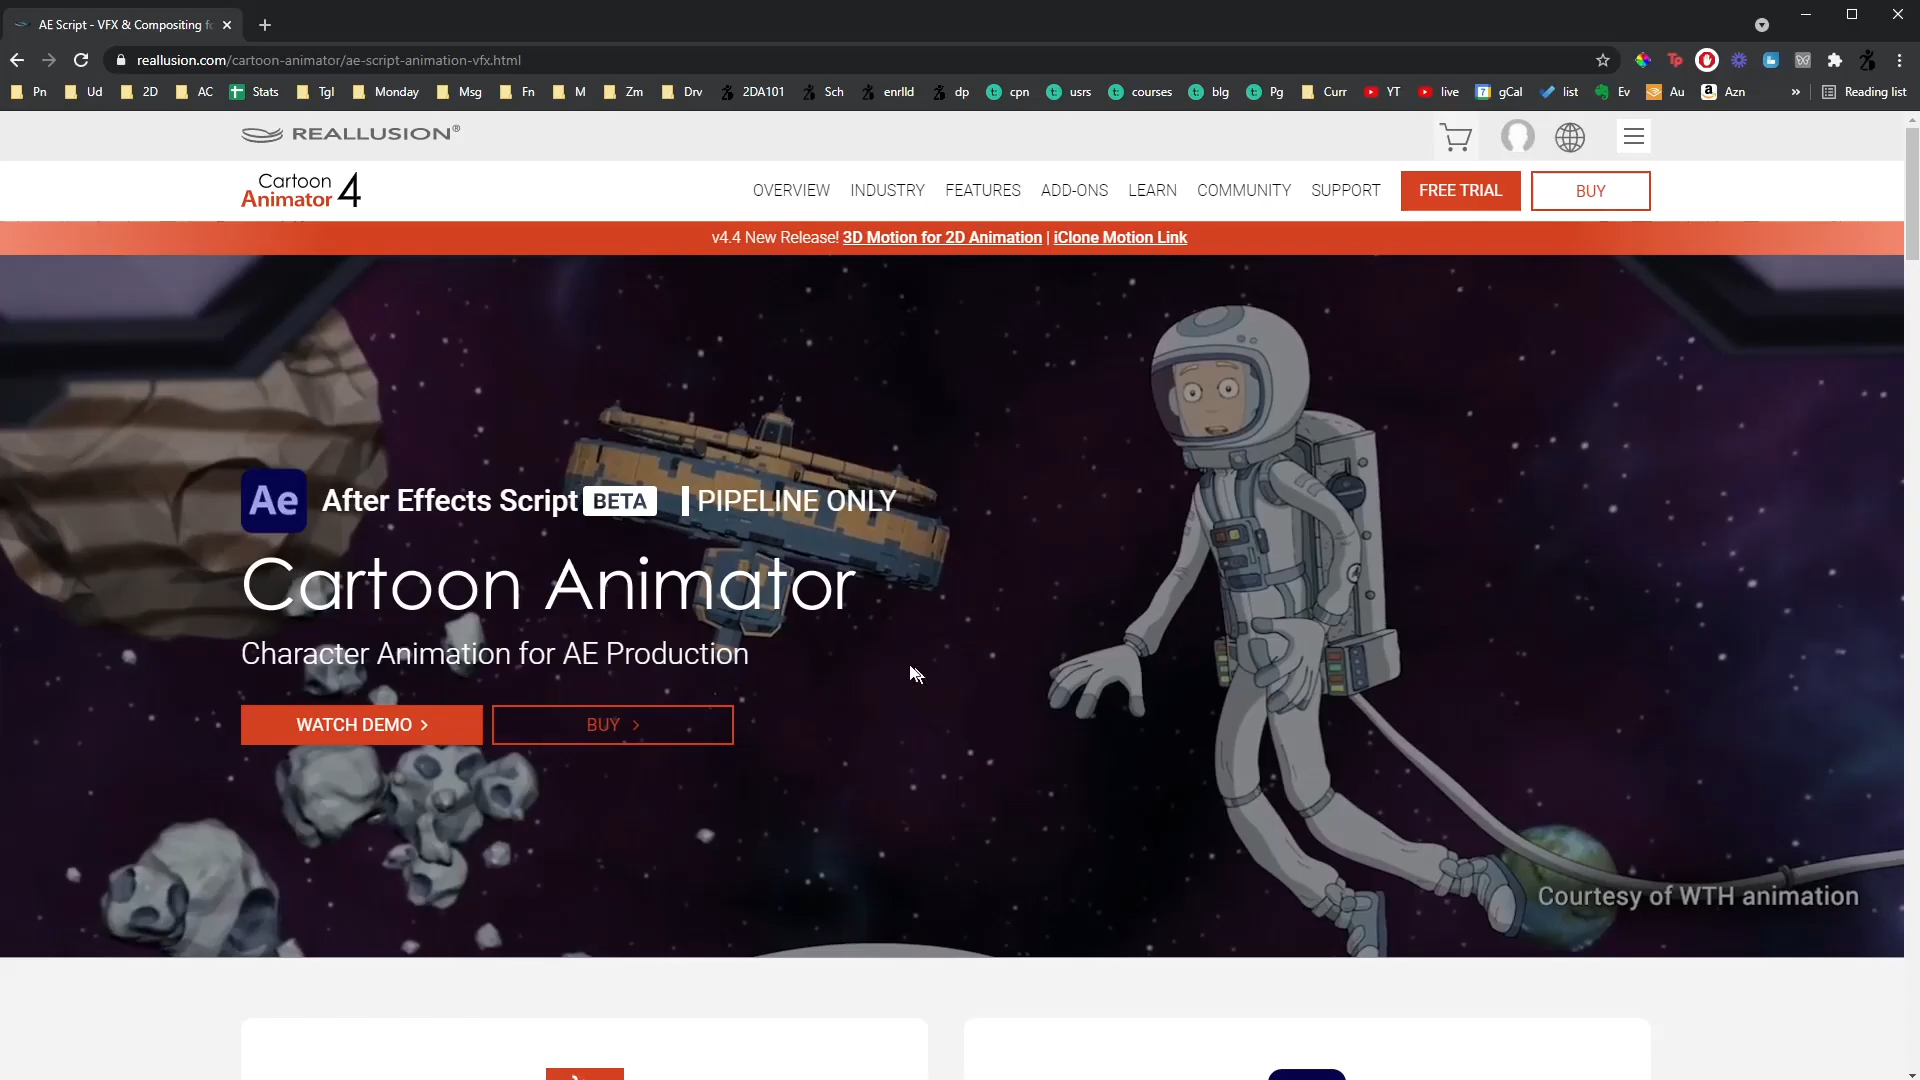 AE Script - VFX & Compositing fo
reallusion.com/cartoon-animator/ae-script-animation-vfx.html
Tp
Pn Ud 2D AC Stats Tgl Monday Msg Fn M Zm Drv 2DA101 Sch enrlld dp cpn usrs courses blg Pg Curr YT live gCal list Ev Au Azn » Reading list
REALLUSION®
Cartoon
Animator 4
OVERVIEW INDUSTRY FEATURES ADD-ONS LEARN COMMUNITY SUPPORT FREE TRIAL BUY
v4.4 New Release! 3D Motion for 2D Animation | iClone Motion Link
Ae After Effects Script BETA PIPELINE ONLY
Cartoon Animator
Character Animation for AE Production
WATCH DEMO > BUY >
Courtesy of WTH animation